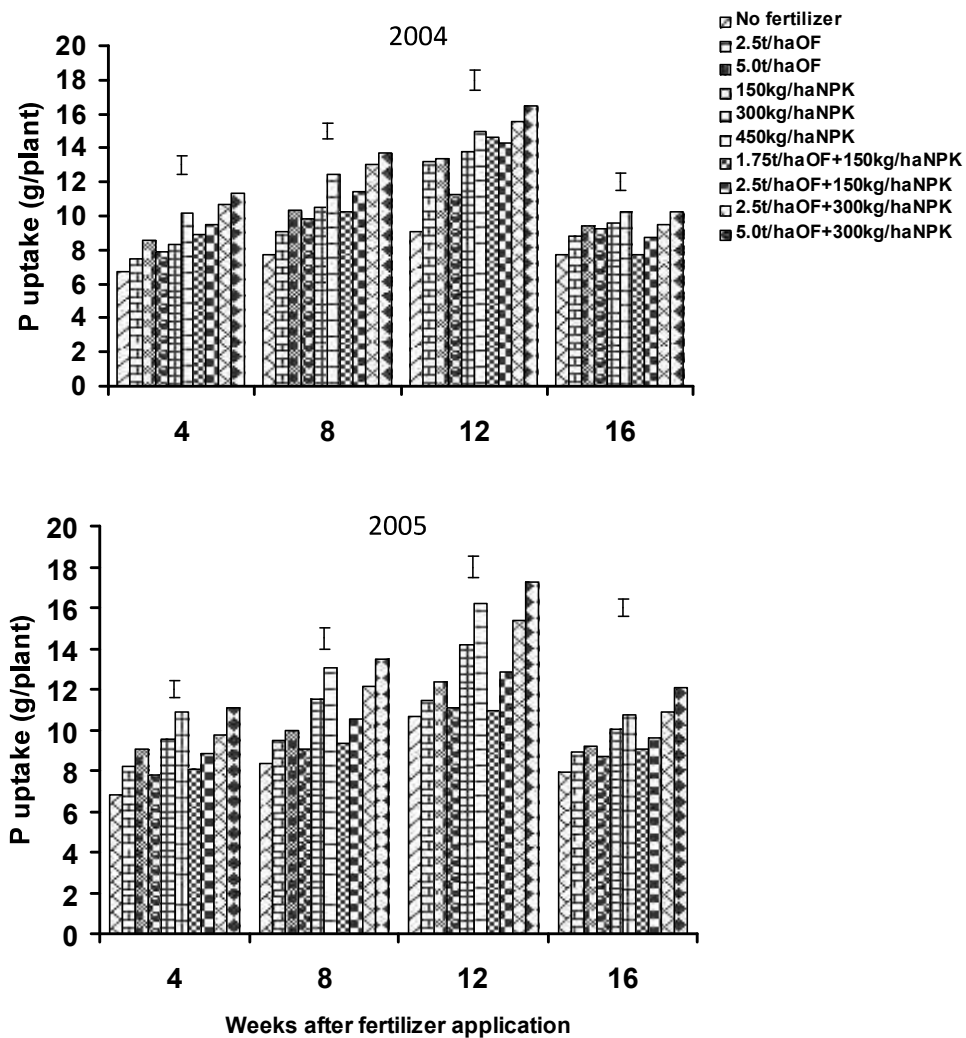 2004
P uptake (g/plant)
20
18
16
14
12
10
8
6
4
2
0
4 8 12 16
No fertilizer
2.5t/haOF
5.0t/haOF
150kg/haNPK
300kg/haNPK
450kg/haNPK
1.75t/haOF+150kg/haNPK
2.5t/haOF+150kg/haNPK
2.5t/haOF+300kg/haNPK
5.0t/haOF+300kg/haNPK
2005
P uptake (g/plant)
20
18
16
14
12
10
8
6
4
2
0
4 8 12 16
Weeks after fertilizer application